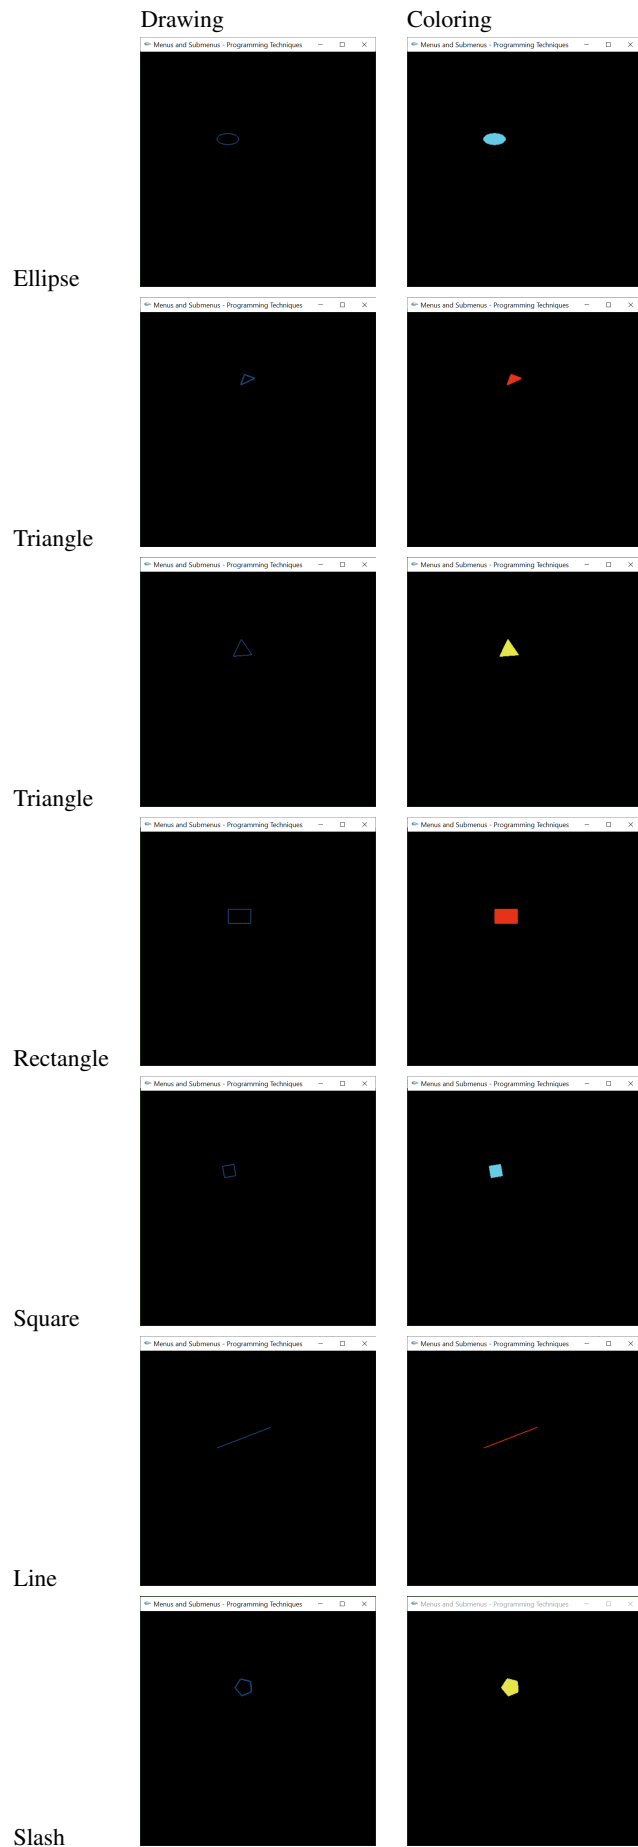 Drawing Coloring
Menus and Submenus - Programming Techniques Menus and Submenus - Programming Techniques
Ellipse
Menus and Submenus - Programming Techniques Menus and Submenus - Programming Techniques
Triangle
Menus and Submenus - Programming Techniques Menus and Submenus - Programming Techniques
Triangle
Menus and Submenus - Programming Techniques Menus and Submenus - Programming Techniques
Rectangle
Menus and Submenus - Programming Techniques Menus and Submenus - Programming Techniques
Square
Menus and Submenus - Programming Techniques Menus and Submenus - Programming Techniques
Line
Menus and Submenus - Programming Techniques Menus and Submenus - Programming Techniques
Slash